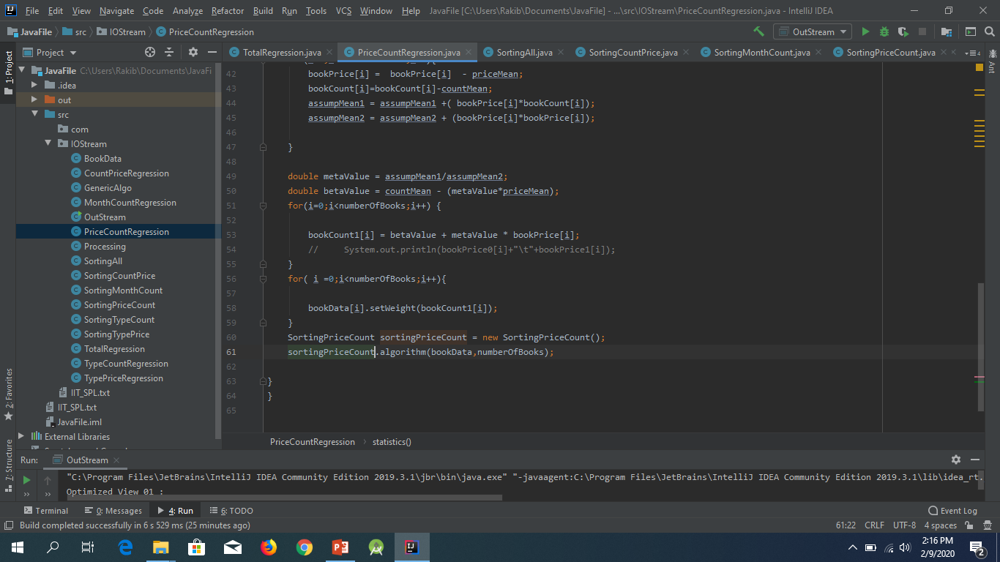 File Edit View Navigate Code Analyze Refactor Build Run Tools VCS Window Help JavaFile [C:\Users\Rakib\Documents\JavaFile] - ...\src\IOStream\PriceCountRegression.java - IntelliJ IDEA
JavaFile src IOStream PriceCountRegression OutStream
1: Project
Project
TotalRegression.java PriceCountRegression.java SortingAll.java SortingCountPrice.java SortingMonthCount.java SortingPriceCount.java 4
Ant
JavaFile C:\Users\Rakib\Documents\JavaFi
.idea
out
src
com
IOStream
BookData
CountPriceRegression
GenericAlgo
MonthCountRegression
OutStream
PriceCountRegression
Processing
SortingAll
SortingCountPrice
SortingMonthCount
SortingPriceCount
SortingTypeCount
SortingTypePrice
TotalRegression
TypeCountRegression
TypePriceRegression
IIT_SPL.txt
IIT_SPL.txt
JavaFile.iml
External Libraries
42 bookPrice[i] =  bookPrice[i]  - priceMean;
43 bookCount[i]=bookCount[i]-countMean;
44 assumpMean1 = assumpMean1 +( bookPrice[i]*bookCount[i]);
45 assumpMean2 = assumpMean2 + (bookPrice[i]*bookPrice[i]);
46
47 }
48
49 double metaValue = assumpMean1/assumpMean2;
50 double betaValue = countMean - (metaValue*priceMean);
51 for(i=0;i<numberOfBooks;i++) {
52
53 bookCount1[i] = betaValue + metaValue * bookPrice[i];
54 //     System.out.println(bookPrice0[i]+"\t"+bookPrice1[i]);
55 }
56 for( i =0;i<numberOfBooks;i++){
57
58 bookData[i].setWeight(bookCount1[i]);
59 }
60 SortingPriceCount sortingPriceCount = new SortingPriceCount();
61 sortingPriceCount.algorithm(bookData,numberOfBooks);
62
63 }
64 }
65
PriceCountRegression › statistics()
2: Favorites
7: Structure
Run: OutStream
"C:\Program Files\JetBrains\IntelliJ IDEA Community Edition 2019.3.1\jbr\bin\java.exe" "-javaagent:C:\Program Files\JetBrains\IntelliJ IDEA Community Edition 2019.3.1\lib\idea_rt.
Optimized View 01 :
Terminal 0: Messages 4: Run 6: TODO Event Log
Build completed successfully in 6 s 529 ms (25 minutes ago) 61:22 CRLF UTF-8 4 spaces
2:16 PM
2/9/2020
2